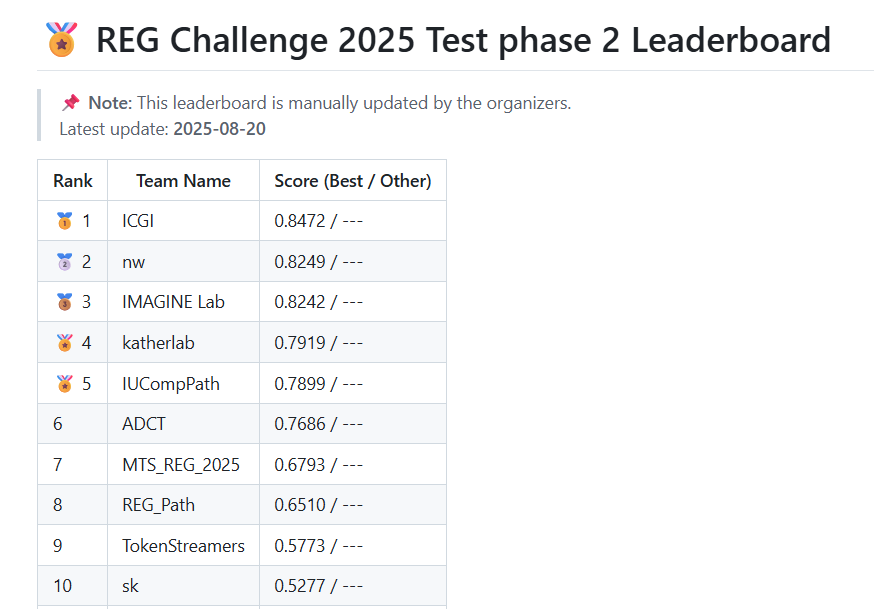 REG Challenge 2025 Test phase 2 Leaderboard
Note: This leaderboard is manually updated by the organizers.
Latest update: 2025-08-20
Rank Team Name Score (Best / Other)
1 ICGI 0.8472 / ---
2 nw 0.8249 / ---
3 IMAGINE Lab 0.8242 / ---
4 katherlab 0.7919 / ---
5 IUCompPath 0.7899 / ---
6 ADCT 0.7686 / ---
7 MTS_REG_2025 0.6793 / ---
8 REG_Path 0.6510 / ---
9 TokenStreamers 0.5773 / ---
10 sk 0.5277 / ---